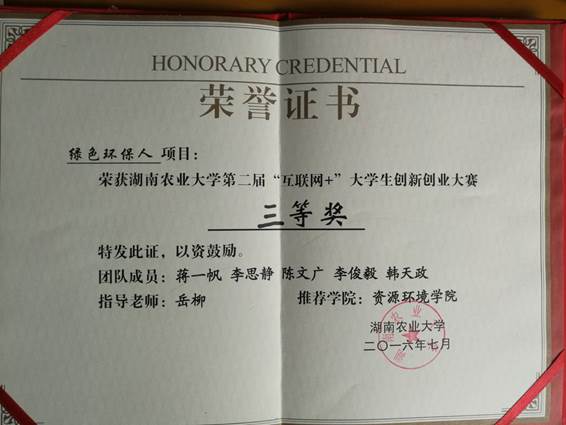 HONORARY CREDENTIAL
荣誉证书
绿色环保人 项目：
荣获湖南农业大学第二届“互联网+”大学生创新创业大赛
三等奖
特发此证，以资鼓励。
团队成员：蒋一帆 李思静 陈文广 李俊毅 韩天政
指导老师：岳柳 推荐学院：资源环境学院
湖南农业大学
二〇一六年七月